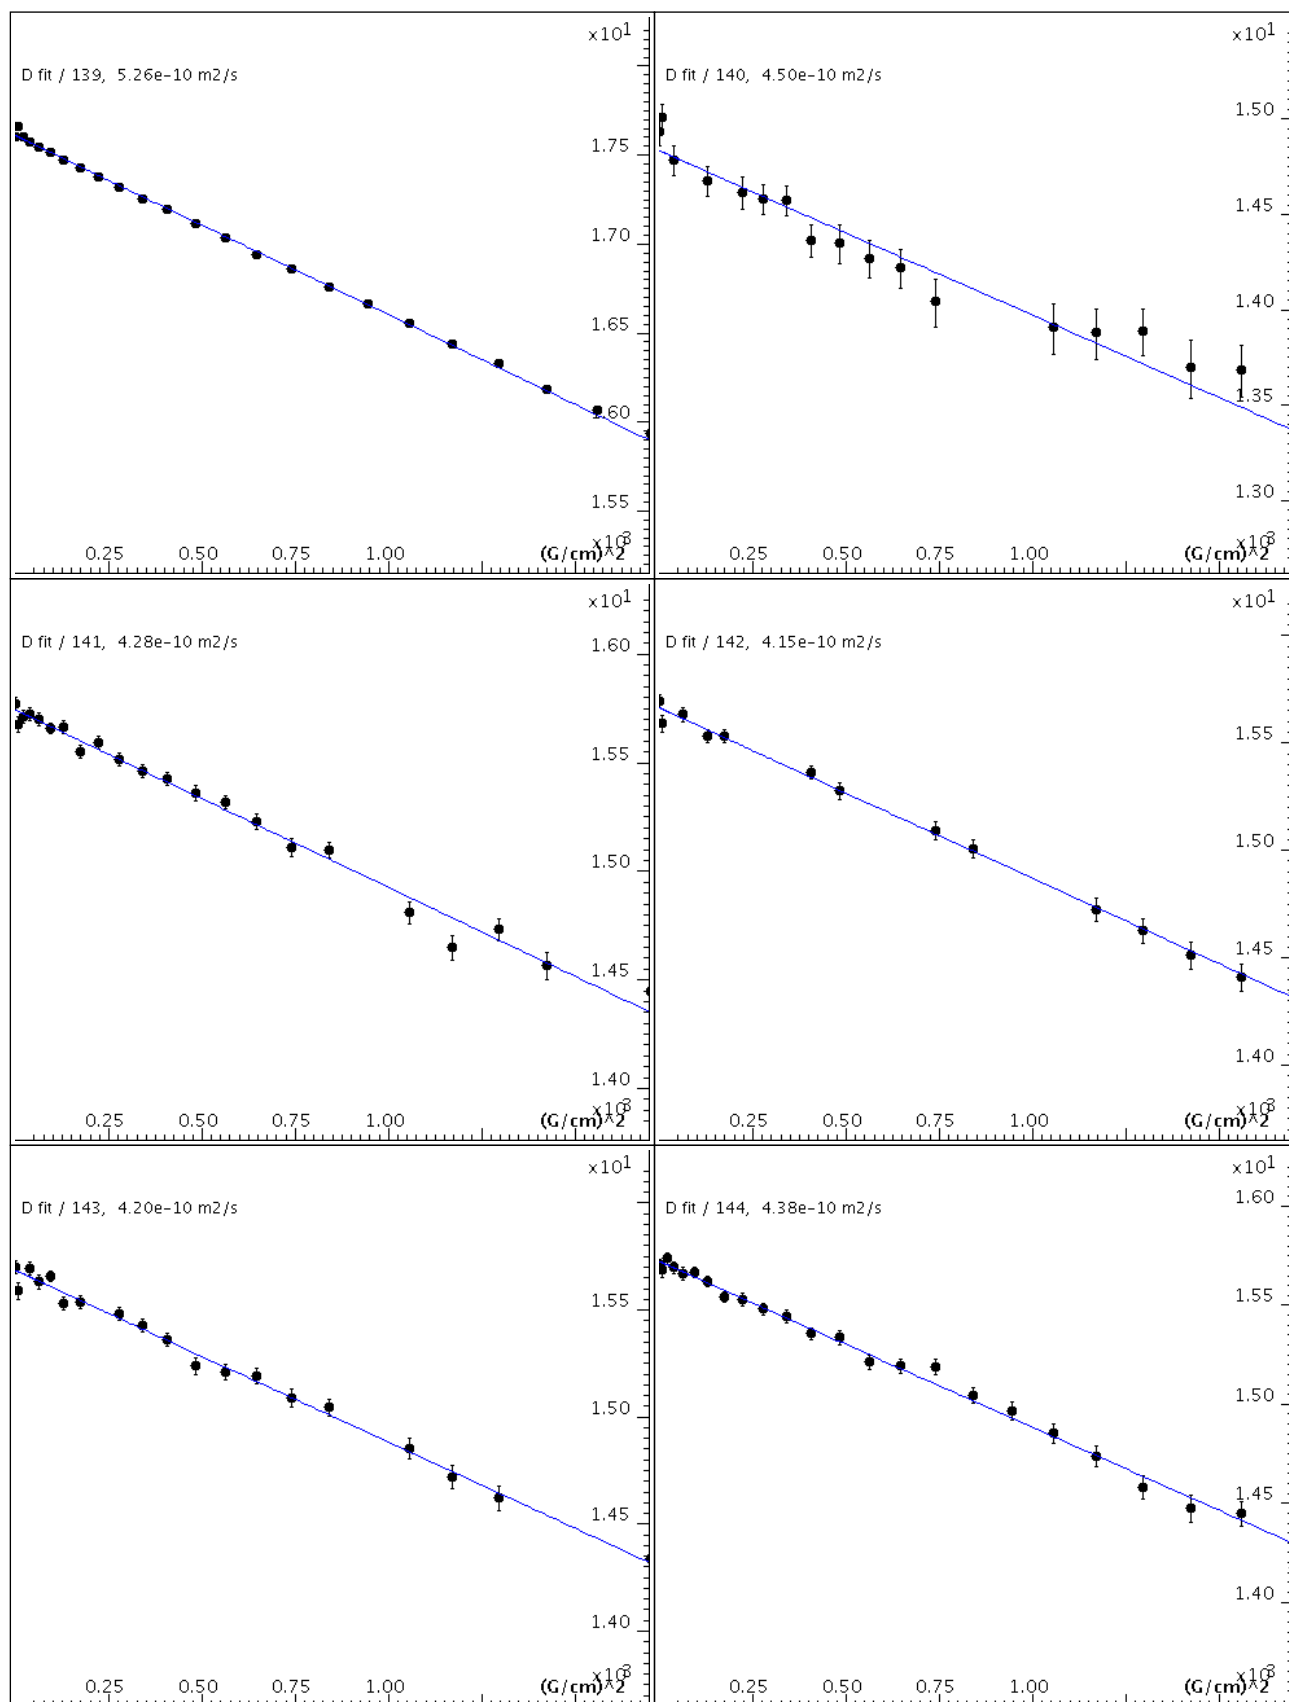 x10¹
D fit / 139, 5.26e-10 m2/s
1.75
1.70
1.65
1.60
1.55
x10³
0.25 0.50 0.75 1.00 (G/cm)^2
x10¹
D fit / 140, 4.50e-10 m2/s
1.50
1.45
1.40
1.35
1.30
x10³
0.25 0.50 0.75 1.00 (G/cm)^2
x10¹
D fit / 141, 4.28e-10 m2/s
1.60
1.55
1.50
1.45
1.40
x10³
0.25 0.50 0.75 1.00 (G/cm)^2
x10¹
D fit / 142, 4.15e-10 m2/s
1.55
1.50
1.45
1.40
x10³
0.25 0.50 0.75 1.00 (G/cm)^2
x10¹
D fit / 143, 4.20e-10 m2/s
1.55
1.50
1.45
1.40
x10³
0.25 0.50 0.75 1.00 (G/cm)^2
x10¹
D fit / 144, 4.38e-10 m2/s
1.60
1.55
1.50
1.45
1.40
x10³
0.25 0.50 0.75 1.00 (G/cm)^2